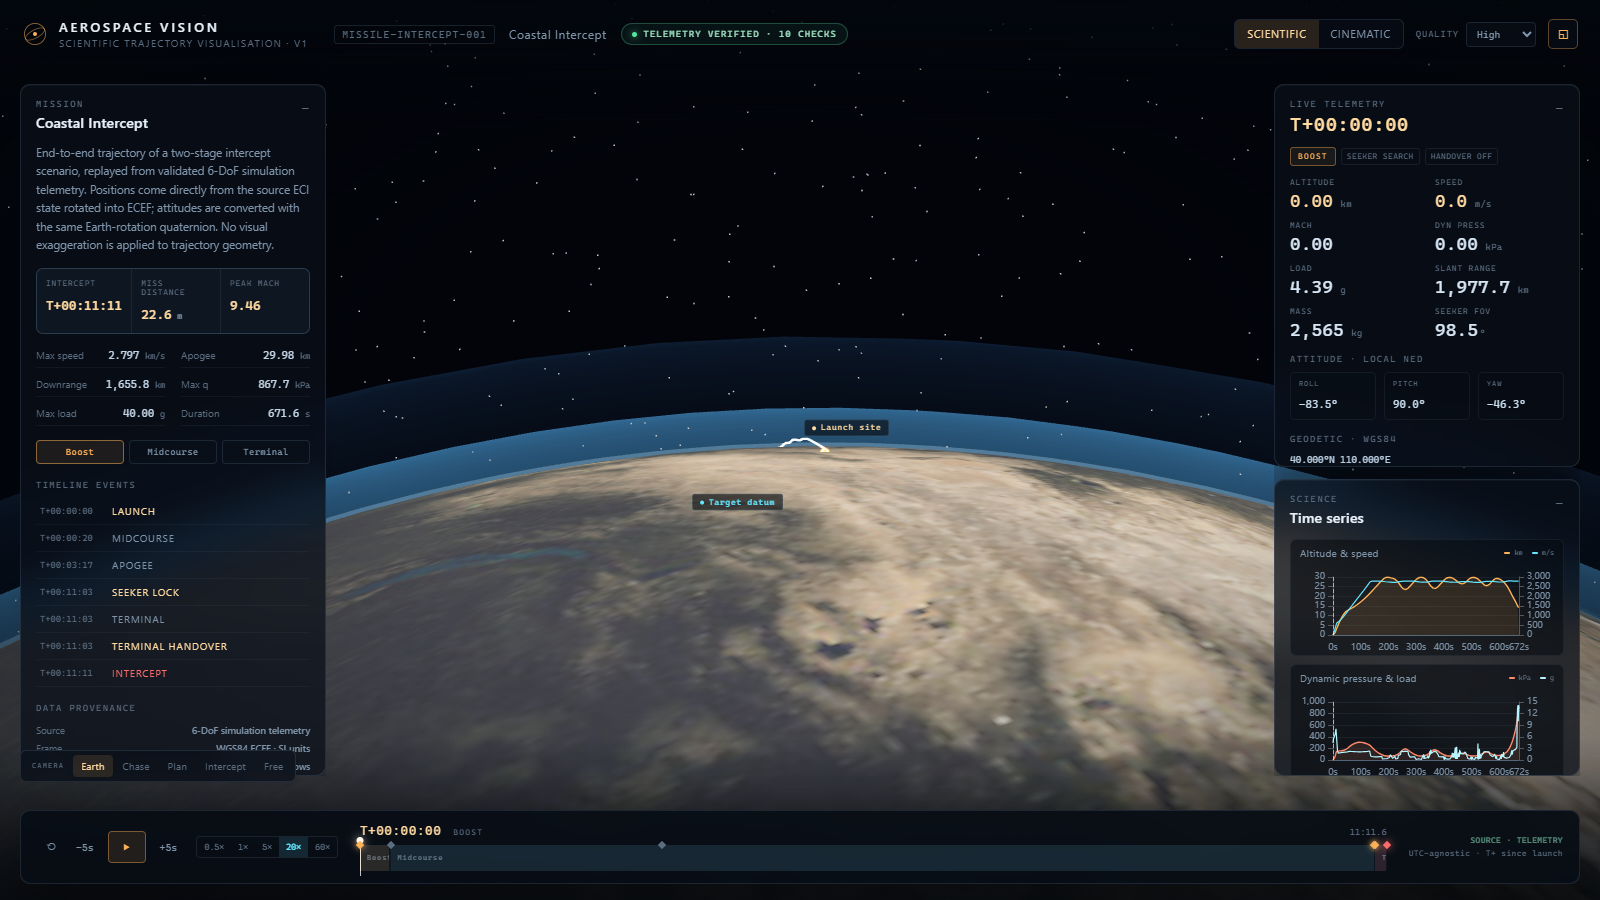 AEROSPACE VISION
SCIENTIFIC TRAJECTORY VISUALISATION · V1
MISSILE-INTERCEPT-001
Coastal Intercept
TELEMETRY VERIFIED · 10 CHECKS
SCIENTIFIC
CINEMATIC
QUALITY
High
MISSION
Coastal Intercept
End-to-end trajectory of a two-stage intercept
scenario, replayed from validated 6-DoF simulation
telemetry. Positions come directly from the source ECI
state rotated into ECEF; attitudes are converted with
the same Earth-rotation quaternion. No visual
exaggeration is applied to trajectory geometry.
INTERCEPT
T+00:11:11
MISS
DISTANCE
22.6 m
PEAK MACH
9.46
Max speed 2.797 km/s
Apogee 29.98 km
Downrange 1,655.8 km
Max q 867.7 kPa
Max load 40.00 g
Duration 671.6 s
Boost
Midcourse
Terminal
TIMELINE EVENTS
T+00:00:00 LAUNCH
T+00:00:20 MIDCOURSE
T+00:03:17 APOGEE
T+00:11:03 SEEKER LOCK
T+00:11:03 TERMINAL
T+00:11:03 TERMINAL HANDOVER
T+00:11:11 INTERCEPT
DATA PROVENANCE
Source 6-DoF simulation telemetry
Frame WGS84 ECEF · SI units
ows
CAMERA
Earth
Chase
Plan
Intercept
Free
Launch site
Target datum
LIVE TELEMETRY
T+00:00:00
BOOST
SEEKER SEARCH
HANDOVER OFF
ALTITUDE
0.00 km
SPEED
0.0 m/s
MACH
0.00
DYN PRESS
0.00 kPa
LOAD
4.39 g
SLANT RANGE
1,977.7 km
MASS
2,565 kg
SEEKER FOV
98.5°
ATTITUDE · LOCAL NED
ROLL
−83.5°
PITCH
90.0°
YAW
−46.3°
GEODETIC · WGS84
40.000°N 110.000°E
SCIENCE
Time series
Altitude & speed
km
m/s
30
25
20
15
10
5
0
3,000
2,500
2,000
1,500
1,000
500
0
0s 100s 200s 300s 400s 500s 600s 672s
Dynamic pressure & load
kPa
g
1,000
800
600
400
200
0
15
12
9
6
3
0
0s 100s 200s 300s 400s 500s 600s 672s
−5s
+5s
0.5×
1×
5×
20×
60×
T+00:00:00 BOOST
11:11.6
Boost
Midcourse
T
SOURCE · TELEMETRY
UTC-agnostic · T+ since launch